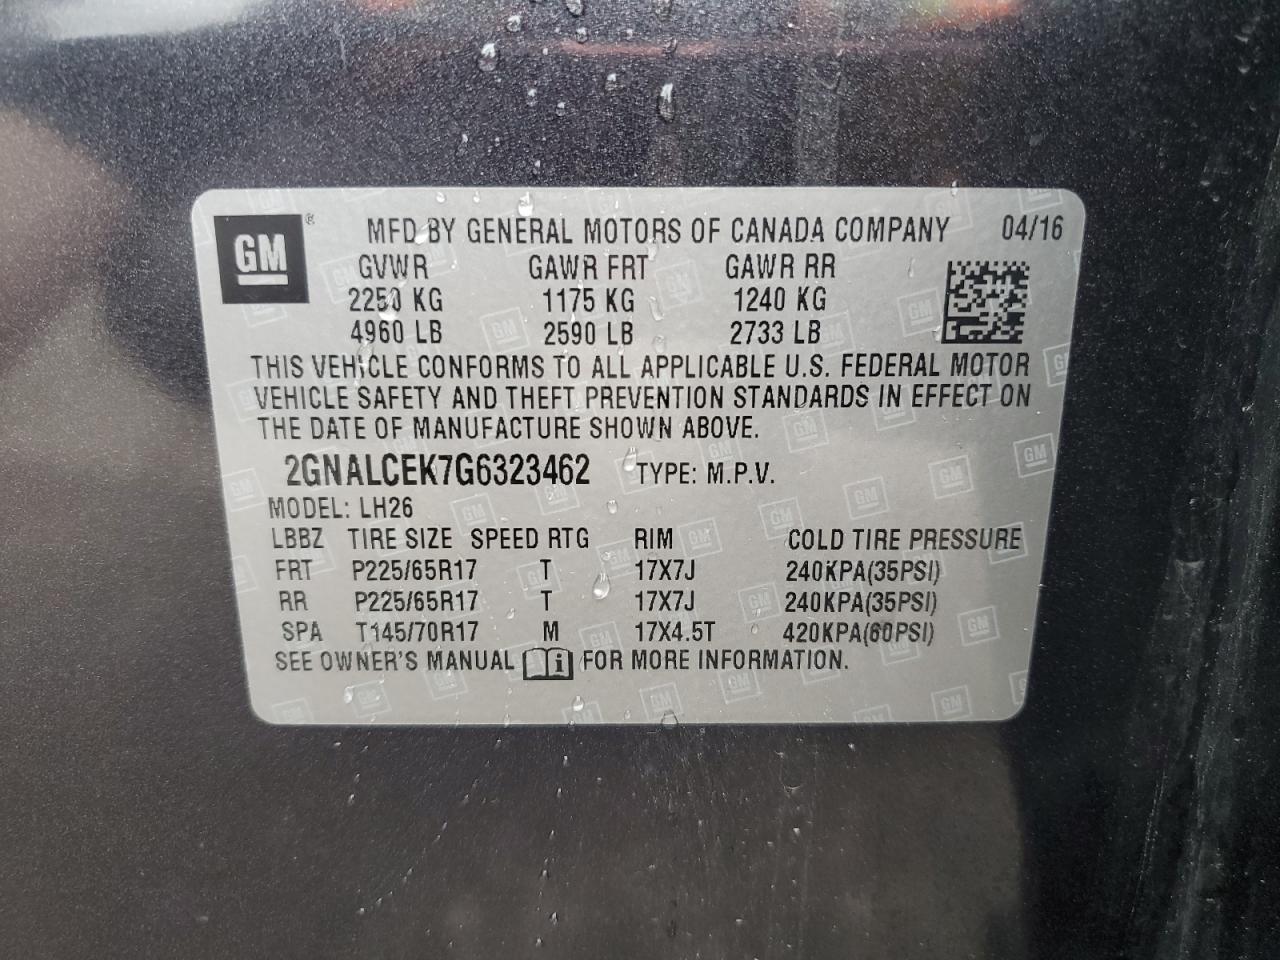 GM® MFD BY GENERAL MOTORS OF CANADA COMPANY 04/16
GVWR GAWR FRT GAWR RR
2250 KG 1175 KG 1240 KG
4960 LB 2590 LB 2733 LB
THIS VEHICLE CONFORMS TO ALL APPLICABLE U.S. FEDERAL MOTOR
VEHICLE SAFETY AND THEFT PREVENTION STANDARDS IN EFFECT ON
THE DATE OF MANUFACTURE SHOWN ABOVE.
2GNALCEK7G6323462 TYPE: M.P.V.
MODEL: LH26
LBBZ TIRE SIZE SPEED RTG RIM COLD TIRE PRESSURE
FRT P225/65R17 T 17X7J 240KPA(35PSI)
RR P225/65R17 T 17X7J 240KPA(35PSI)
SPA T145/70R17 M 17X4.5T 420KPA(60PSI)
SEE OWNER'S MANUAL i FOR MORE INFORMATION.